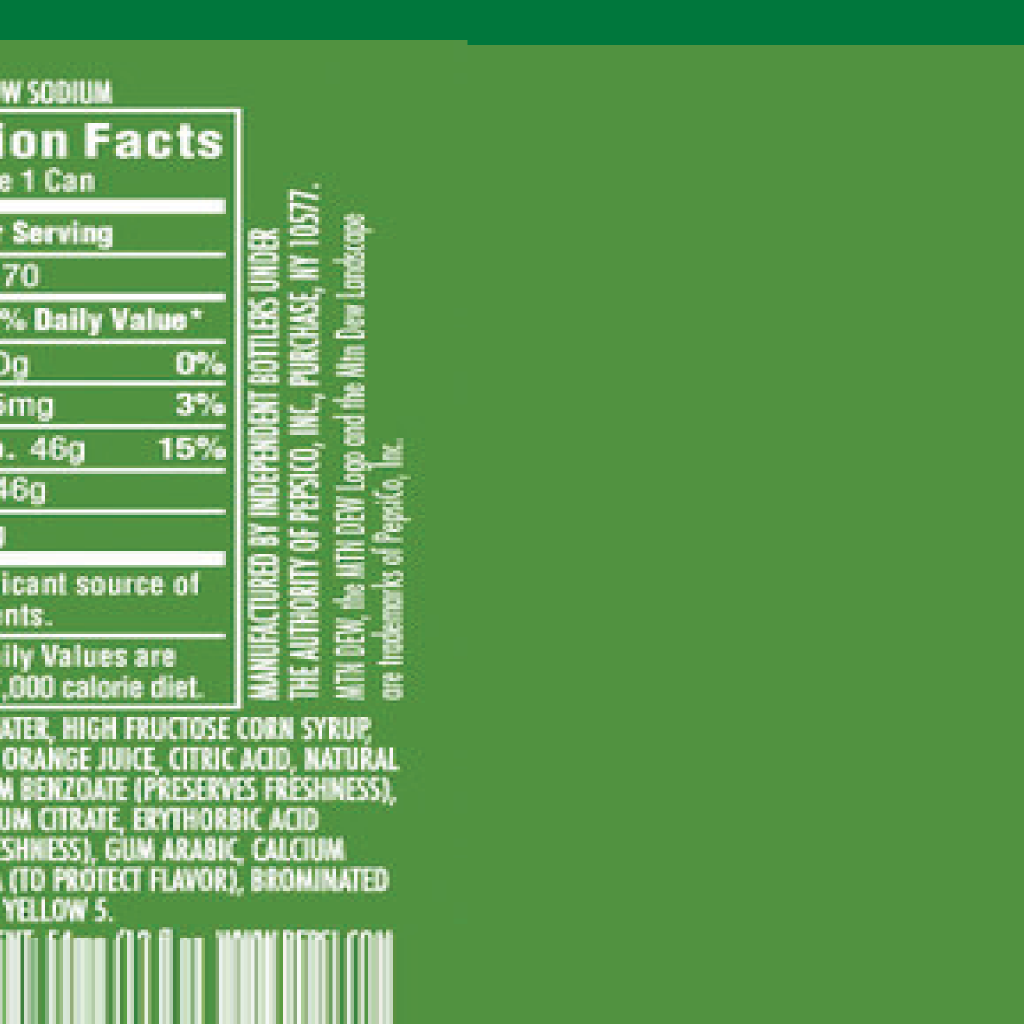 W SODIUM
ion Facts
e 1 Can
r Serving
70
% Daily Value*
0g 0%
5mg 3%
. 46g 15%
46g
g
icant source of
ents.
ily Values are
,000 calorie diet.
MANUFACTURED BY INDEPENDENT BOTTLERS UNDER
THE AUTHORITY OF PEPSICO, INC., PURCHASE, NY 10577.
MTN DEW, the MTN DEW Logo and the Mtn Dew Landscape
are trademarks of PepsiCo, Inc.
ATER, HIGH FRUCTOSE CORN SYRUP,
ORANGE JUICE, CITRIC ACID, NATURAL
M BENZOATE (PRESERVES FRESHNESS),
UM CITRATE, ERYTHORBIC ACID
ESHNESS), GUM ARABIC, CALCIUM
A (TO PROTECT FLAVOR), BROMINATED
YELLOW 5.
WWW.PEPSI.COM